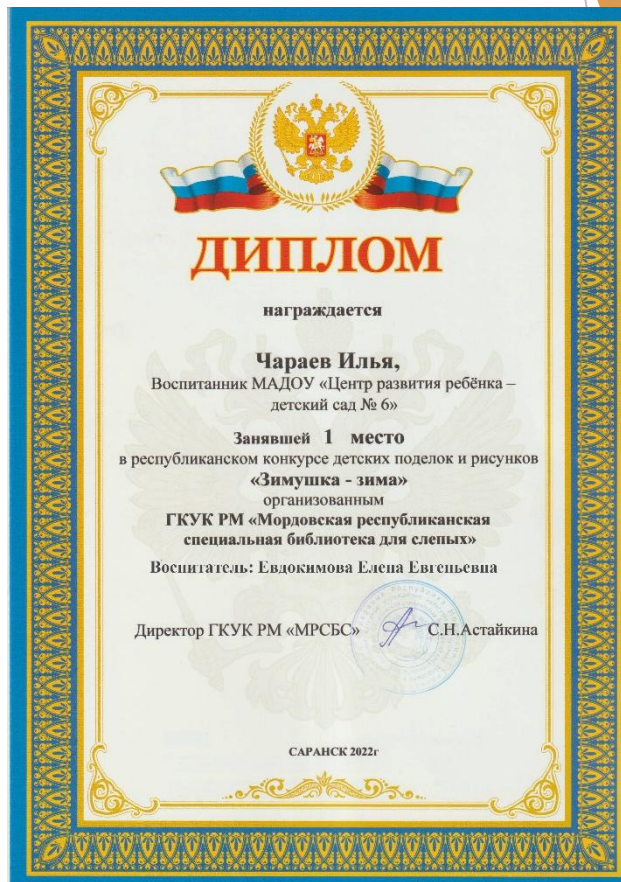 ДИПЛОМ
награждается
Чараев Илья,
Воспитанник МАДОУ «Центр развития ребёнка –
детский сад № 6»
Занявшей 1 место
в республиканском конкурсе детских поделок и рисунков
«Зимушка - зима»
организованным
ГКУК РМ «Мордовская республиканская
специальная библиотека для слепых»
Воспитатель: Евдокимова Елена Евгеньевна
Директор ГКУК РМ «МРСБС» С.Н.Астайкина
САРАНСК 2022г